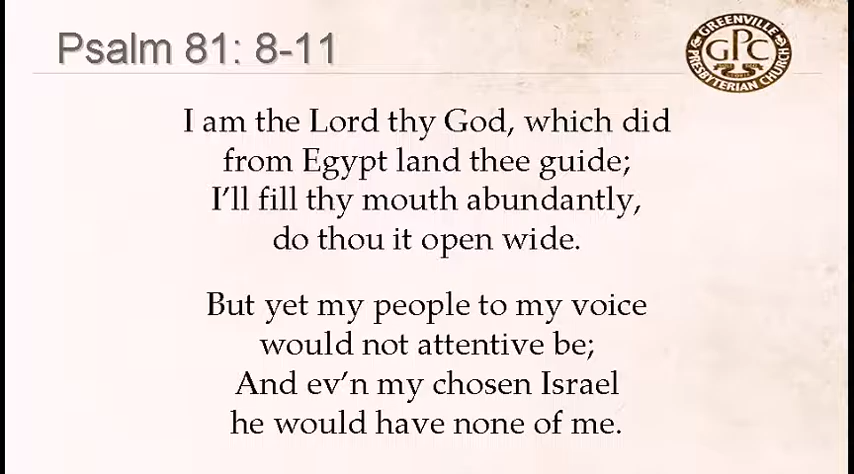 Psalm 81: 8-11
GREENVILLE
GPC
PRESBYTERIAN CHURCH
I am the Lord thy God, which did
from Egypt land thee guide;
I’ll fill thy mouth abundantly,
do thou it open wide.
But yet my people to my voice
would not attentive be;
And ev’n my chosen Israel
he would have none of me.